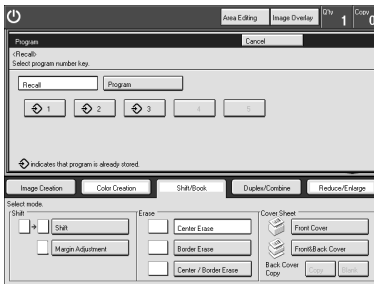 Area Editing Image Overlay Q'ty 1 Copy 0
Program Cancel
<Recall>
Select program number key.
Recall Program
1 2 3 4 5
indicates that program is already stored.
Image Creation Color Creation Shift/Book Duplex/Combine Reduce/Enlarge
Select mode.
Shift Erase Cover Sheet
Shift Center Erase Front Cover
Margin Adjustment Border Erase Front&Back Cover
Center / Border Erase Back Cover Copy Copy Blank